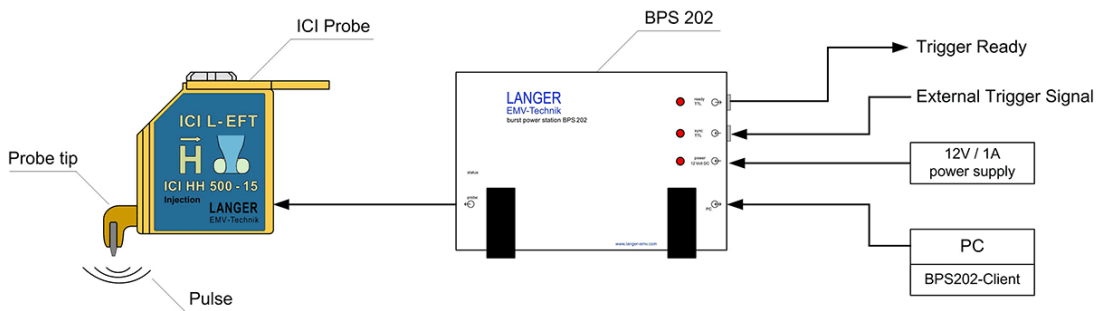 ICI Probe
BPS 202
Trigger Ready
External Trigger Signal
12V / 1A
power supply
PC
BPS202-Client
Probe tip
Pulse
ICI L-EFT
H
ICI HH 500 - 15
Injection
LANGER
EMV-Technik
LANGER
EMV-Technik
burst power station BPS 202
ready
TTL
sync
TTL
power
12 Volt DC
status
probe
PC
www.langer-emv.com